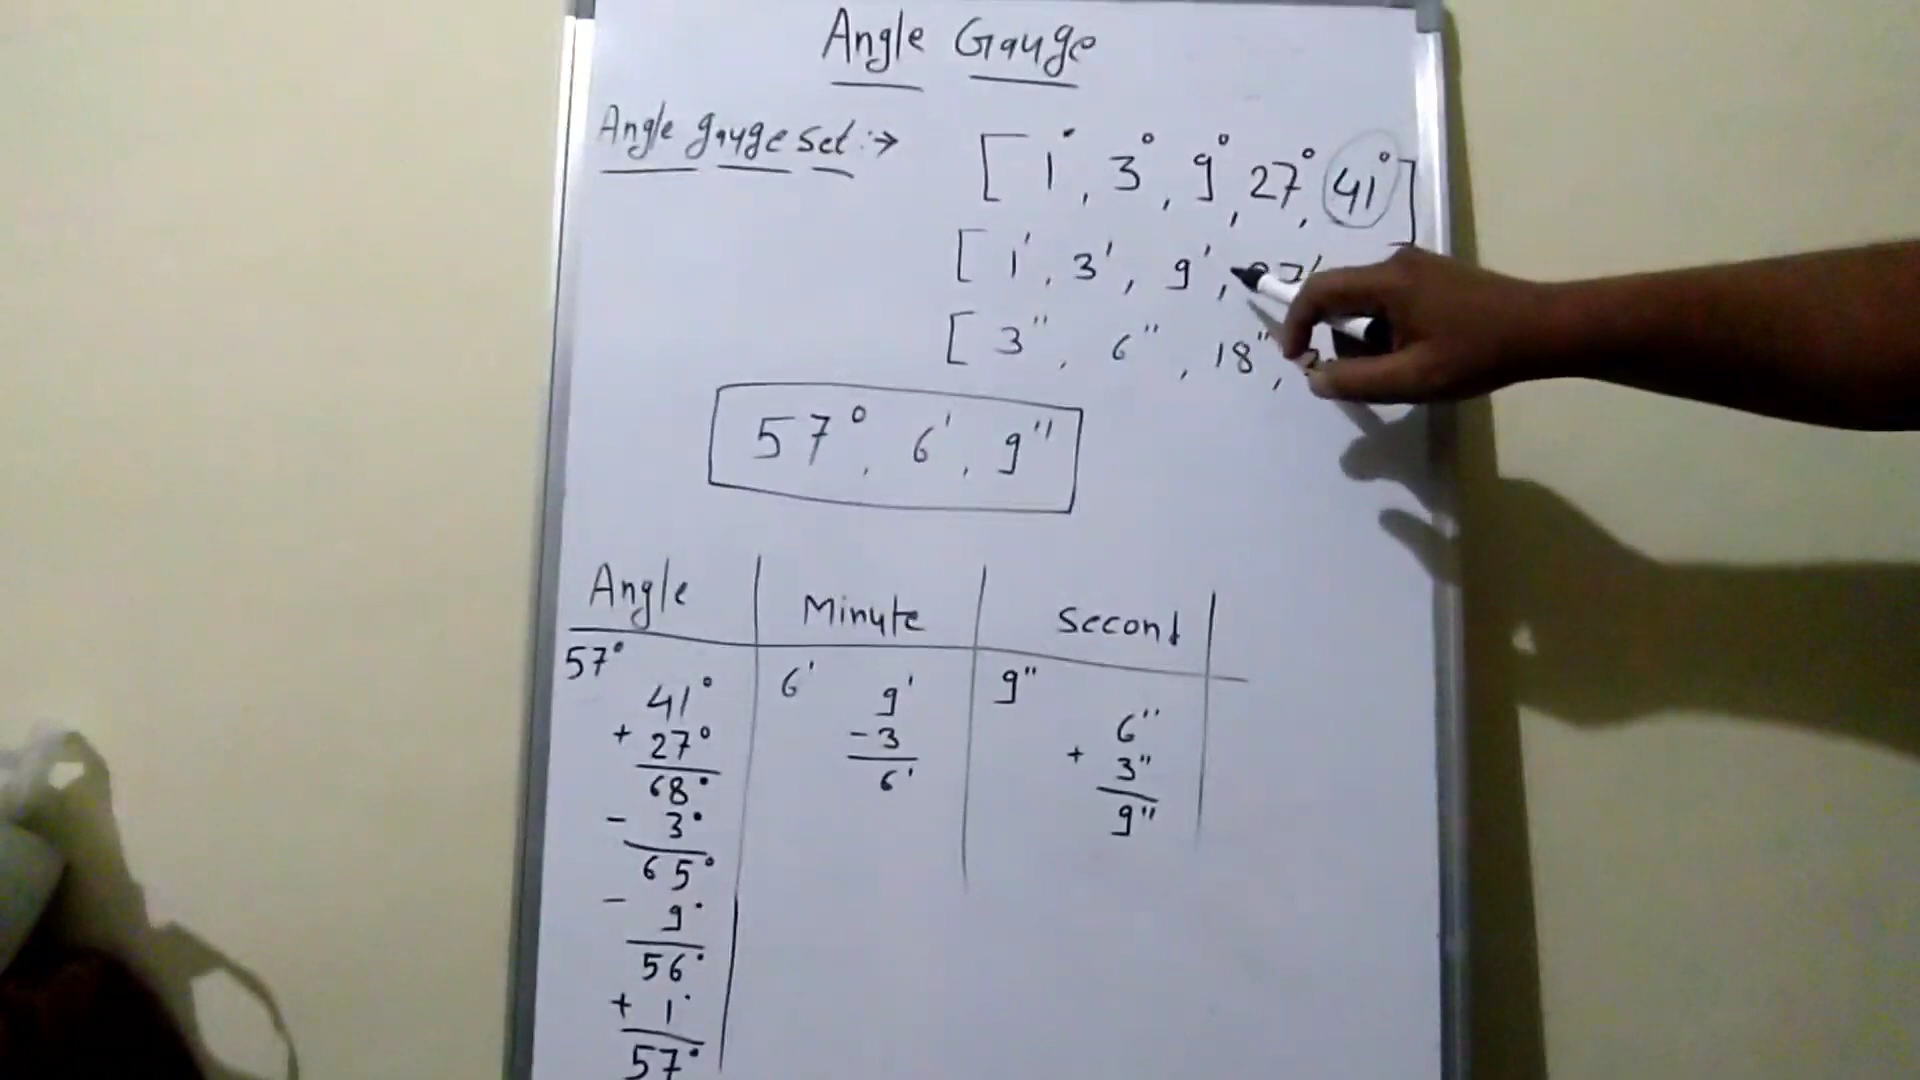 Angle Gauge
Angle gauge set :→ [ 1°, 3°, 9°, 27°, 41° ]
[ 1', 3', 9', 27'
[ 3", 6", 18",
57°, 6', 9"
Angle | Minute | Second
57° 6' 9"
41° 9' 6"
+ 27° - 3 + 3"
68° 6' 9"
- 3°
65°
- 9°
56°
+ 1°
57°